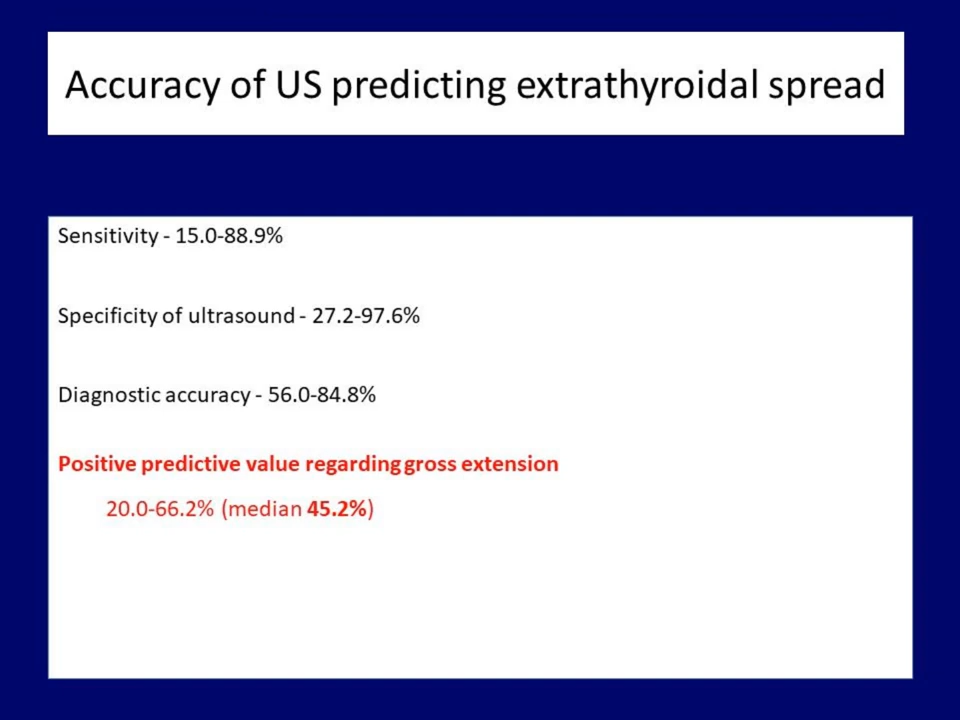 Accuracy of US predicting extrathyroidal spread
Sensitivity - 15.0-88.9%
Specificity of ultrasound - 27.2-97.6%
Diagnostic accuracy - 56.0-84.8%
Positive predictive value regarding gross extension
20.0-66.2% (median 45.2%)